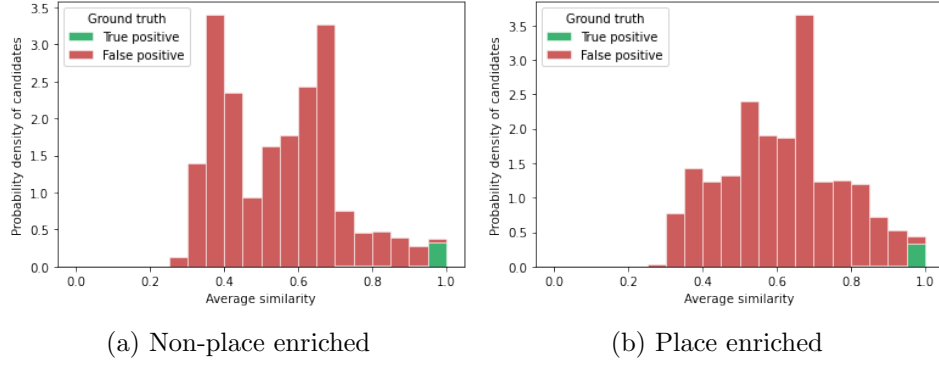 Ground truth
True positive
False positive
Probability density of candidates
3.5
3.0
2.5
2.0
1.5
1.0
0.5
0.0
0.0 0.2 0.4 0.6 0.8 1.0
Average similarity
(a) Non-place enriched
Ground truth
True positive
False positive
Probability density of candidates
3.5
3.0
2.5
2.0
1.5
1.0
0.5
0.0
0.0 0.2 0.4 0.6 0.8 1.0
Average similarity
(b) Place enriched